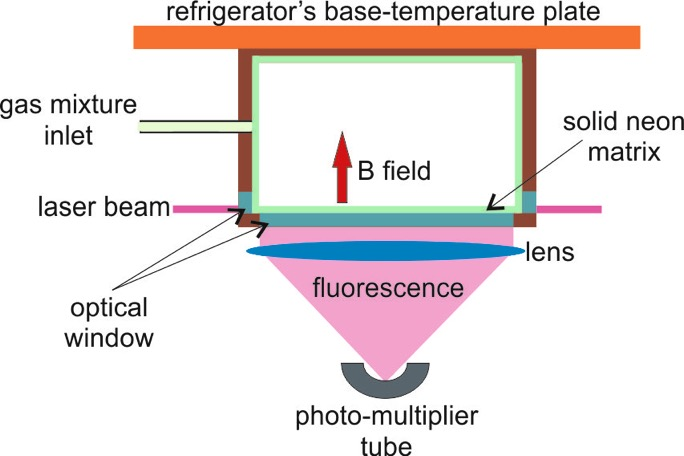 refrigerator's base-temperature plate
gas mixture
inlet
solid neon
matrix
B field
laser beam
lens
optical
window
fluorescence
photo-multiplier
tube